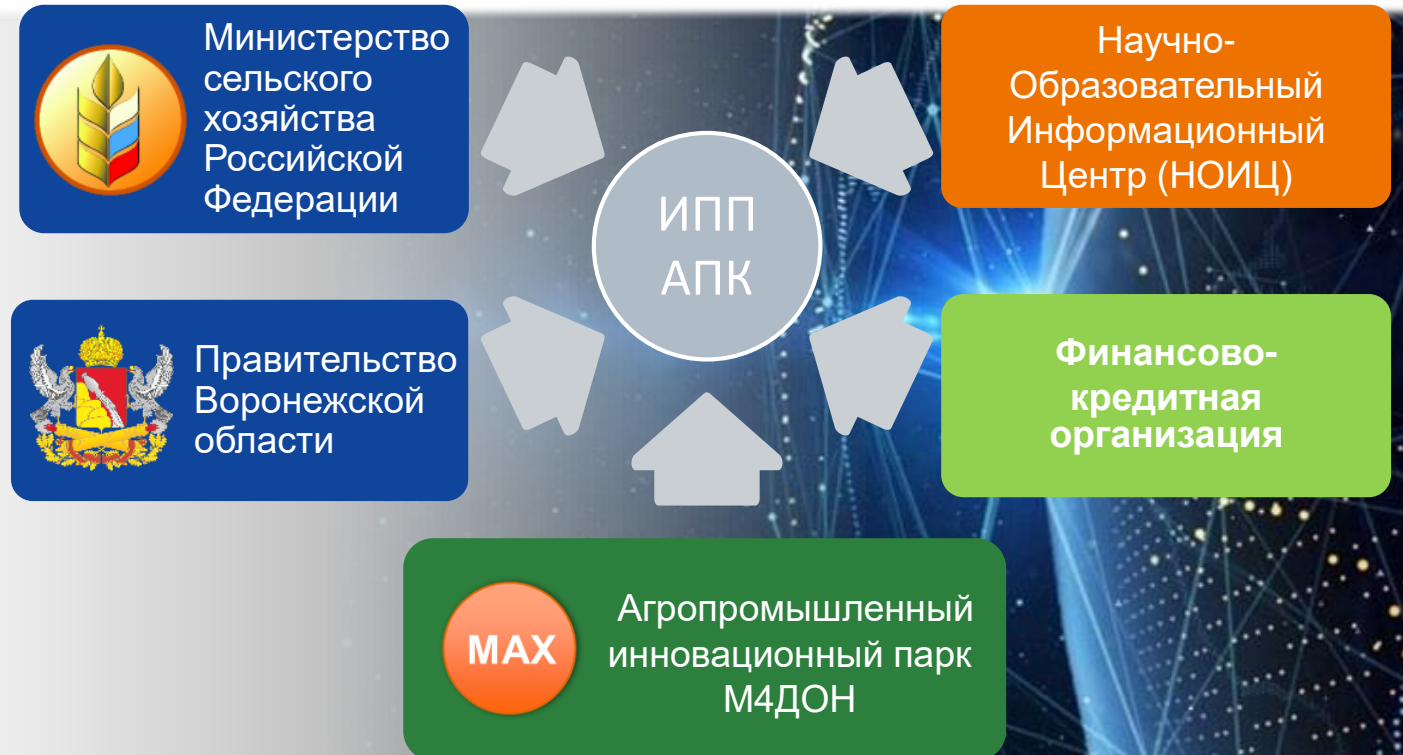 Министерство
сельского
хозяйства
Российской
Федерации
Научно-
Образовательный
Информационный
Центр (НОИЦ)
ИПП
АПК
Правительство
Воронежской
области
Финансово-
кредитная
организация
MAX
Агропромышленный
инновационный парк
М4ДОН